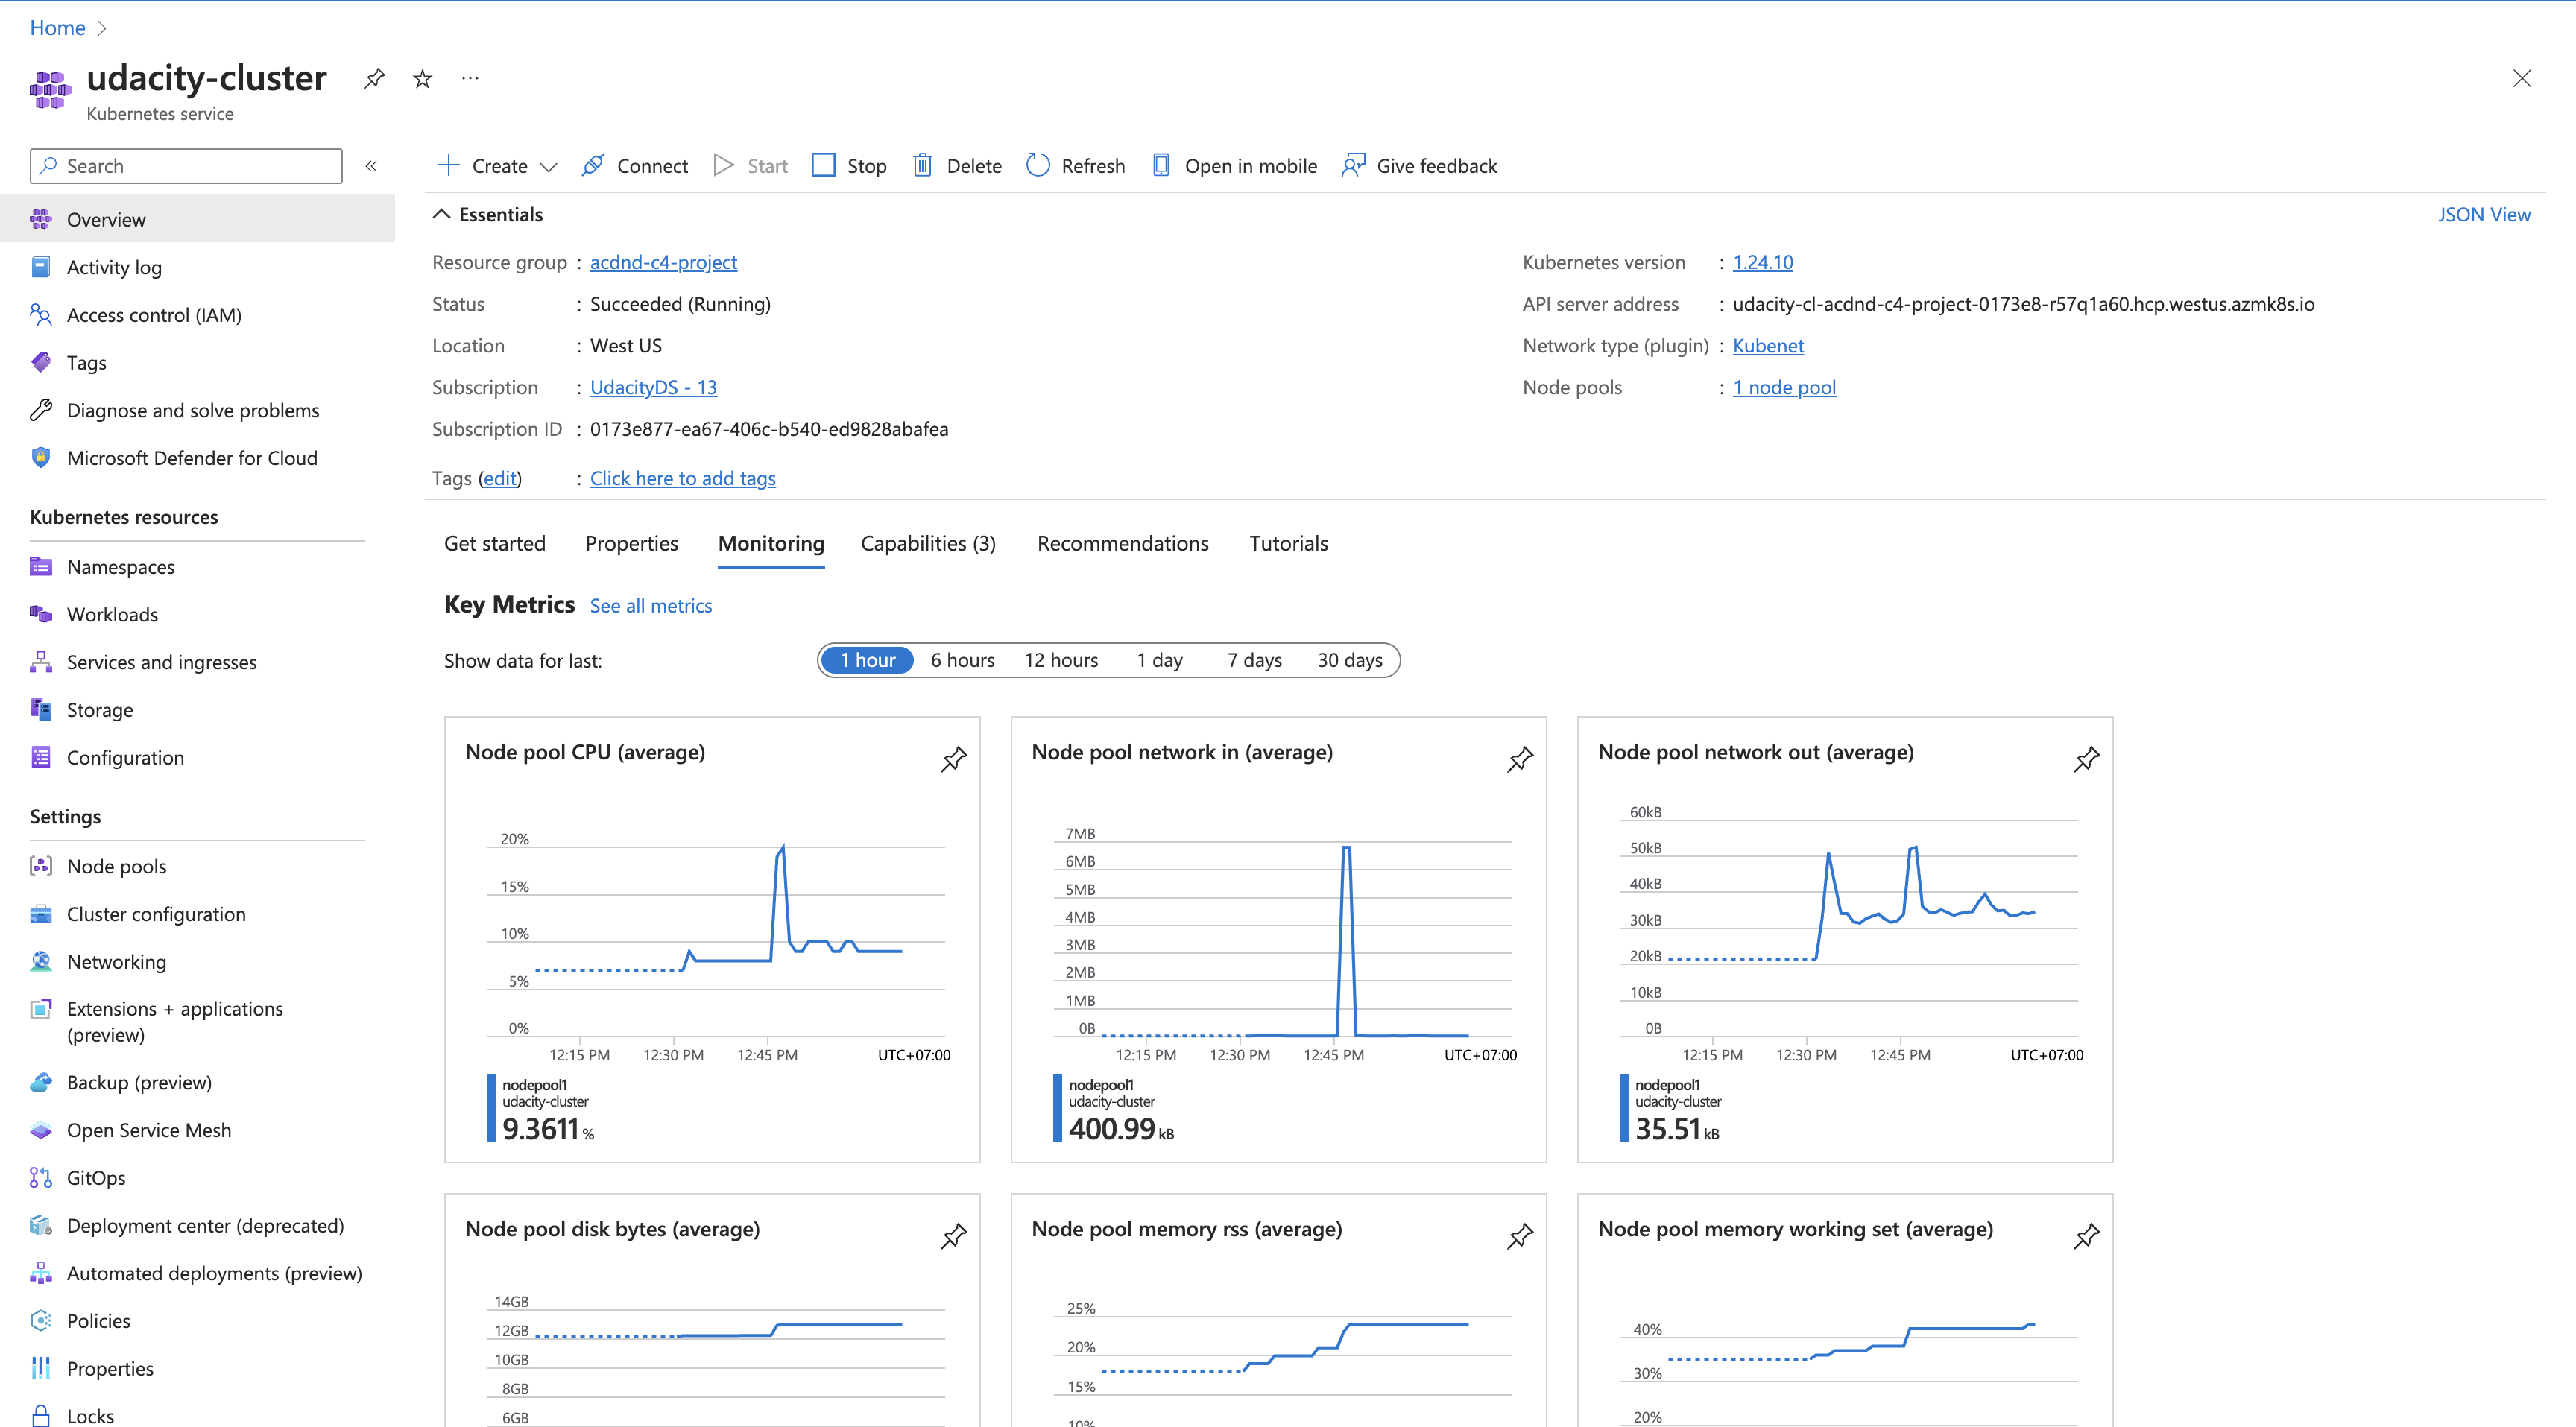 Home
udacity-cluster
Kubernetes service
Search
Overview
Activity log
Access control (IAM)
Tags
Diagnose and solve problems
Microsoft Defender for Cloud
Kubernetes resources
Namespaces
Workloads
Services and ingresses
Storage
Configuration
Settings
Node pools
Cluster configuration
Networking
Extensions + applications
(preview)
Backup (preview)
Open Service Mesh
GitOps
Deployment center (deprecated)
Automated deployments (preview)
Policies
Properties
Locks
Create Connect Start Stop Delete Refresh Open in mobile Give feedback
Essentials
JSON View
Resource group : acdnd-c4-project
Status : Succeeded (Running)
Location : West US
Subscription : UdacityDS - 13
Subscription ID : 0173e877-ea67-406c-b540-ed9828abafea
Tags (edit) : Click here to add tags
Kubernetes version : 1.24.10
API server address : udacity-cl-acdnd-c4-project-0173e8-r57q1a60.hcp.westus.azmk8s.io
Network type (plugin) : Kubenet
Node pools : 1 node pool
Get started Properties Monitoring Capabilities (3) Recommendations Tutorials
Key Metrics See all metrics
Show data for last: 1 hour 6 hours 12 hours 1 day 7 days 30 days
Node pool CPU (average)
20%
15%
10%
5%
0%
12:15 PM 12:30 PM 12:45 PM UTC+07:00
nodepool1
udacity-cluster
9.3611 %
Node pool network in (average)
7MB
6MB
5MB
4MB
3MB
2MB
1MB
0B
12:15 PM 12:30 PM 12:45 PM UTC+07:00
nodepool1
udacity-cluster
400.99 kB
Node pool network out (average)
60kB
50kB
40kB
30kB
20kB
10kB
0B
12:15 PM 12:30 PM 12:45 PM UTC+07:00
nodepool1
udacity-cluster
35.51 kB
Node pool disk bytes (average)
14GB
12GB
10GB
8GB
6GB
Node pool memory rss (average)
25%
20%
15%
10%
Node pool memory working set (average)
40%
30%
20%